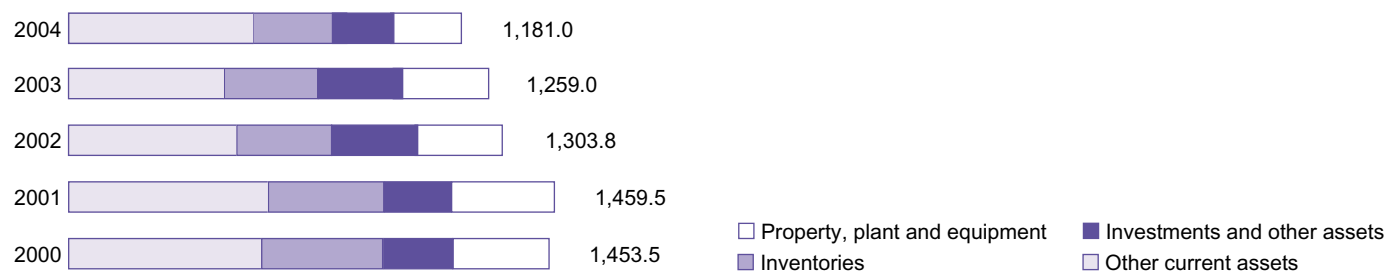 2004 1,181.0
2003 1,259.0
2002 1,303.8
2001 1,459.5
2000 1,453.5
Property, plant and equipment Investments and other assets
Inventories Other current assets